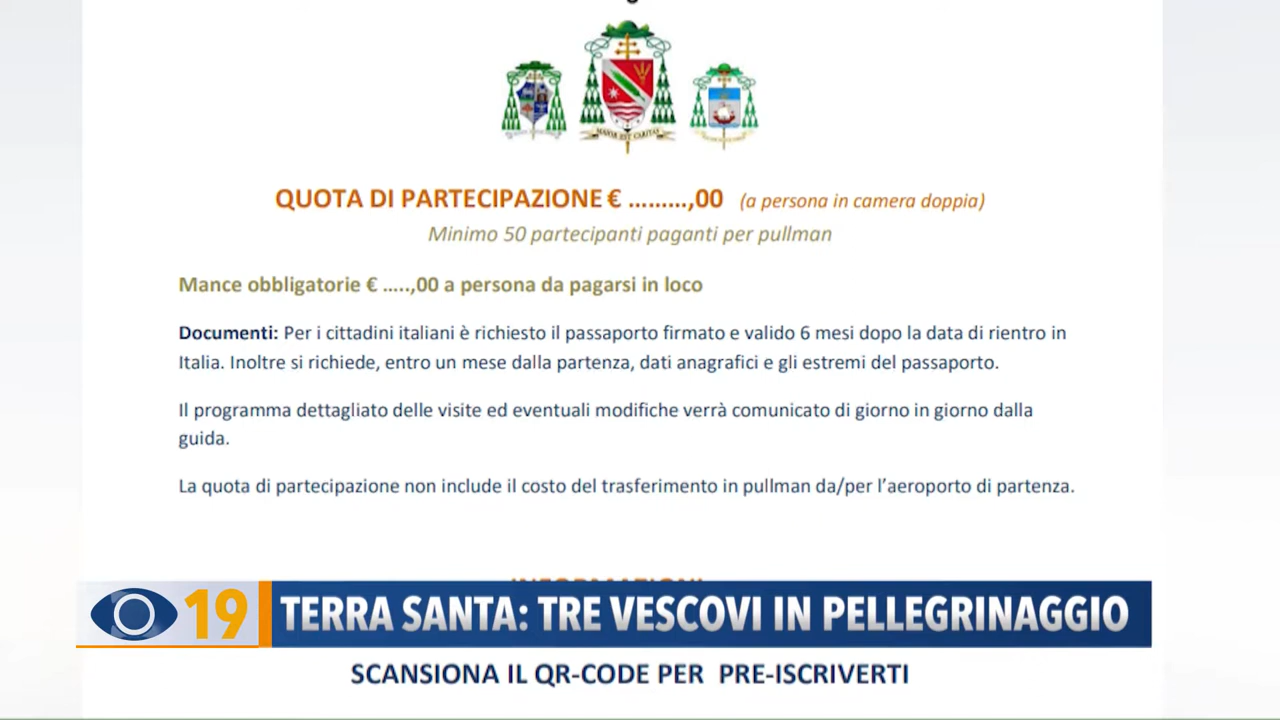 MAIOR EST CARITAS
QUOTA DI PARTECIPAZIONE € ………,00 (a persona in camera doppia)
Minimo 50 partecipanti paganti per pullman
Mance obbligatorie € …..,00 a persona da pagarsi in loco
Documenti: Per i cittadini italiani è richiesto il passaporto firmato e valido 6 mesi dopo la data di rientro in
Italia. Inoltre si richiede, entro un mese dalla partenza, dati anagrafici e gli estremi del passaporto.
Il programma dettagliato delle visite ed eventuali modifiche verrà comunicato di giorno in giorno dalla
guida.
La quota di partecipazione non include il costo del trasferimento in pullman da/per l’aeroporto di partenza.
19 TERRA SANTA: TRE VESCOVI IN PELLEGRINAGGIO
SCANSIONA IL QR-CODE PER PRE-ISCRIVERTI